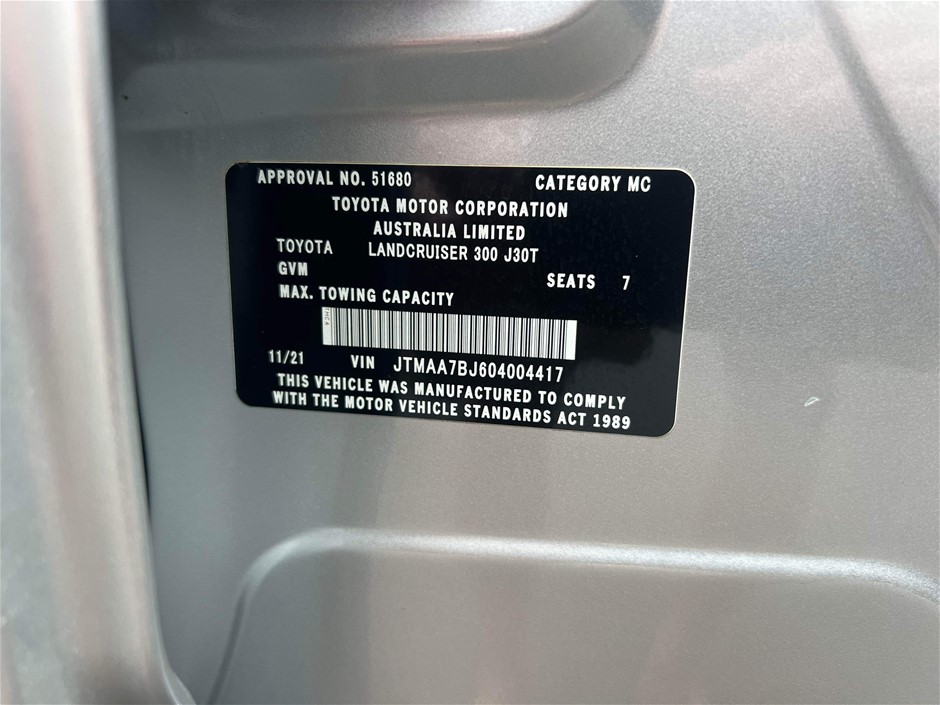 APPROVAL NO. 51680 CATEGORY MC
TOYOTA MOTOR CORPORATION
AUSTRALIA LIMITED
TOYOTA LANDCRUISER 300 J30T
GVM
SEATS 7
MAX. TOWING CAPACITY
11/21 VIN JTMAA7BJ604004417
THIS VEHICLE WAS MANUFACTURED TO COMPLY
WITH THE MOTOR VEHICLE STANDARDS ACT 1989